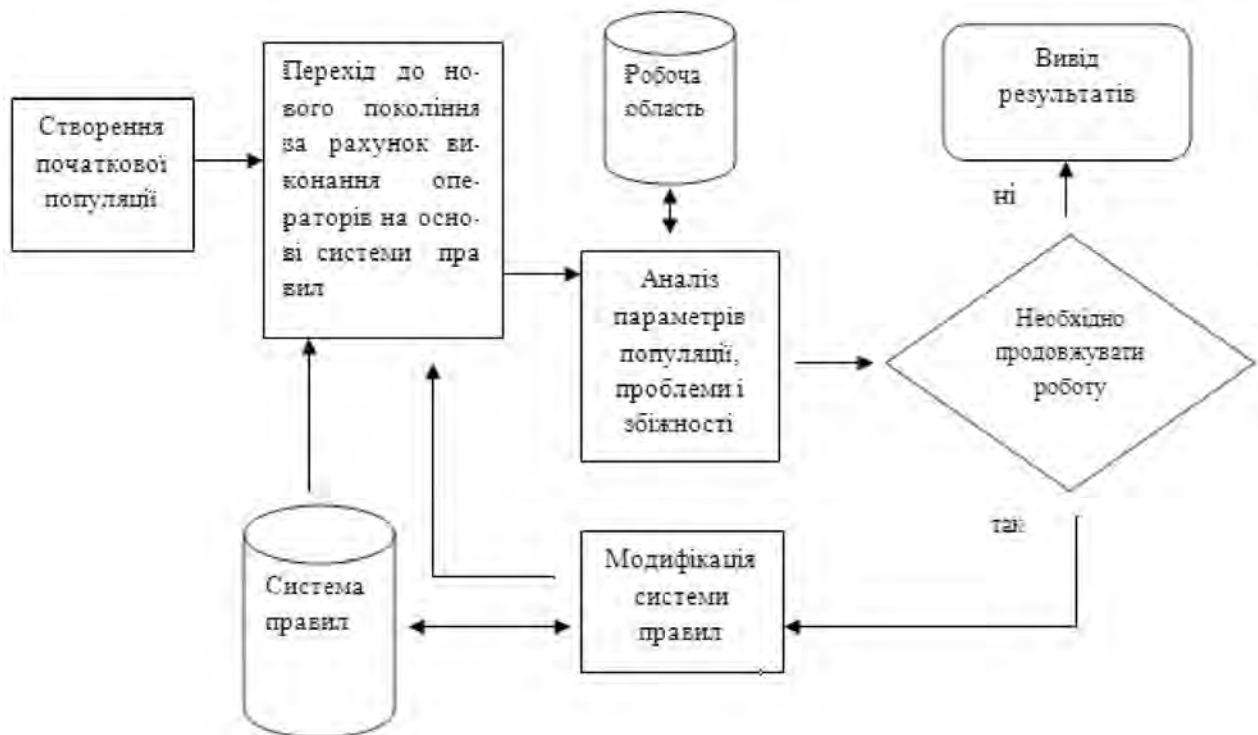 Створення
початкової
популяції
Перехід до но-
вого покоління
за рахунок ви-
конання опе-
раторів на осно-
ві системи пра
вил
Робоча
область
Вивід
результатів
ні
Аналіз
параметрів
популяції,
проблеми і
збіжності
Необхідно
продовжувати
роботу
так
Система
правил
Модифікація
системи
правил